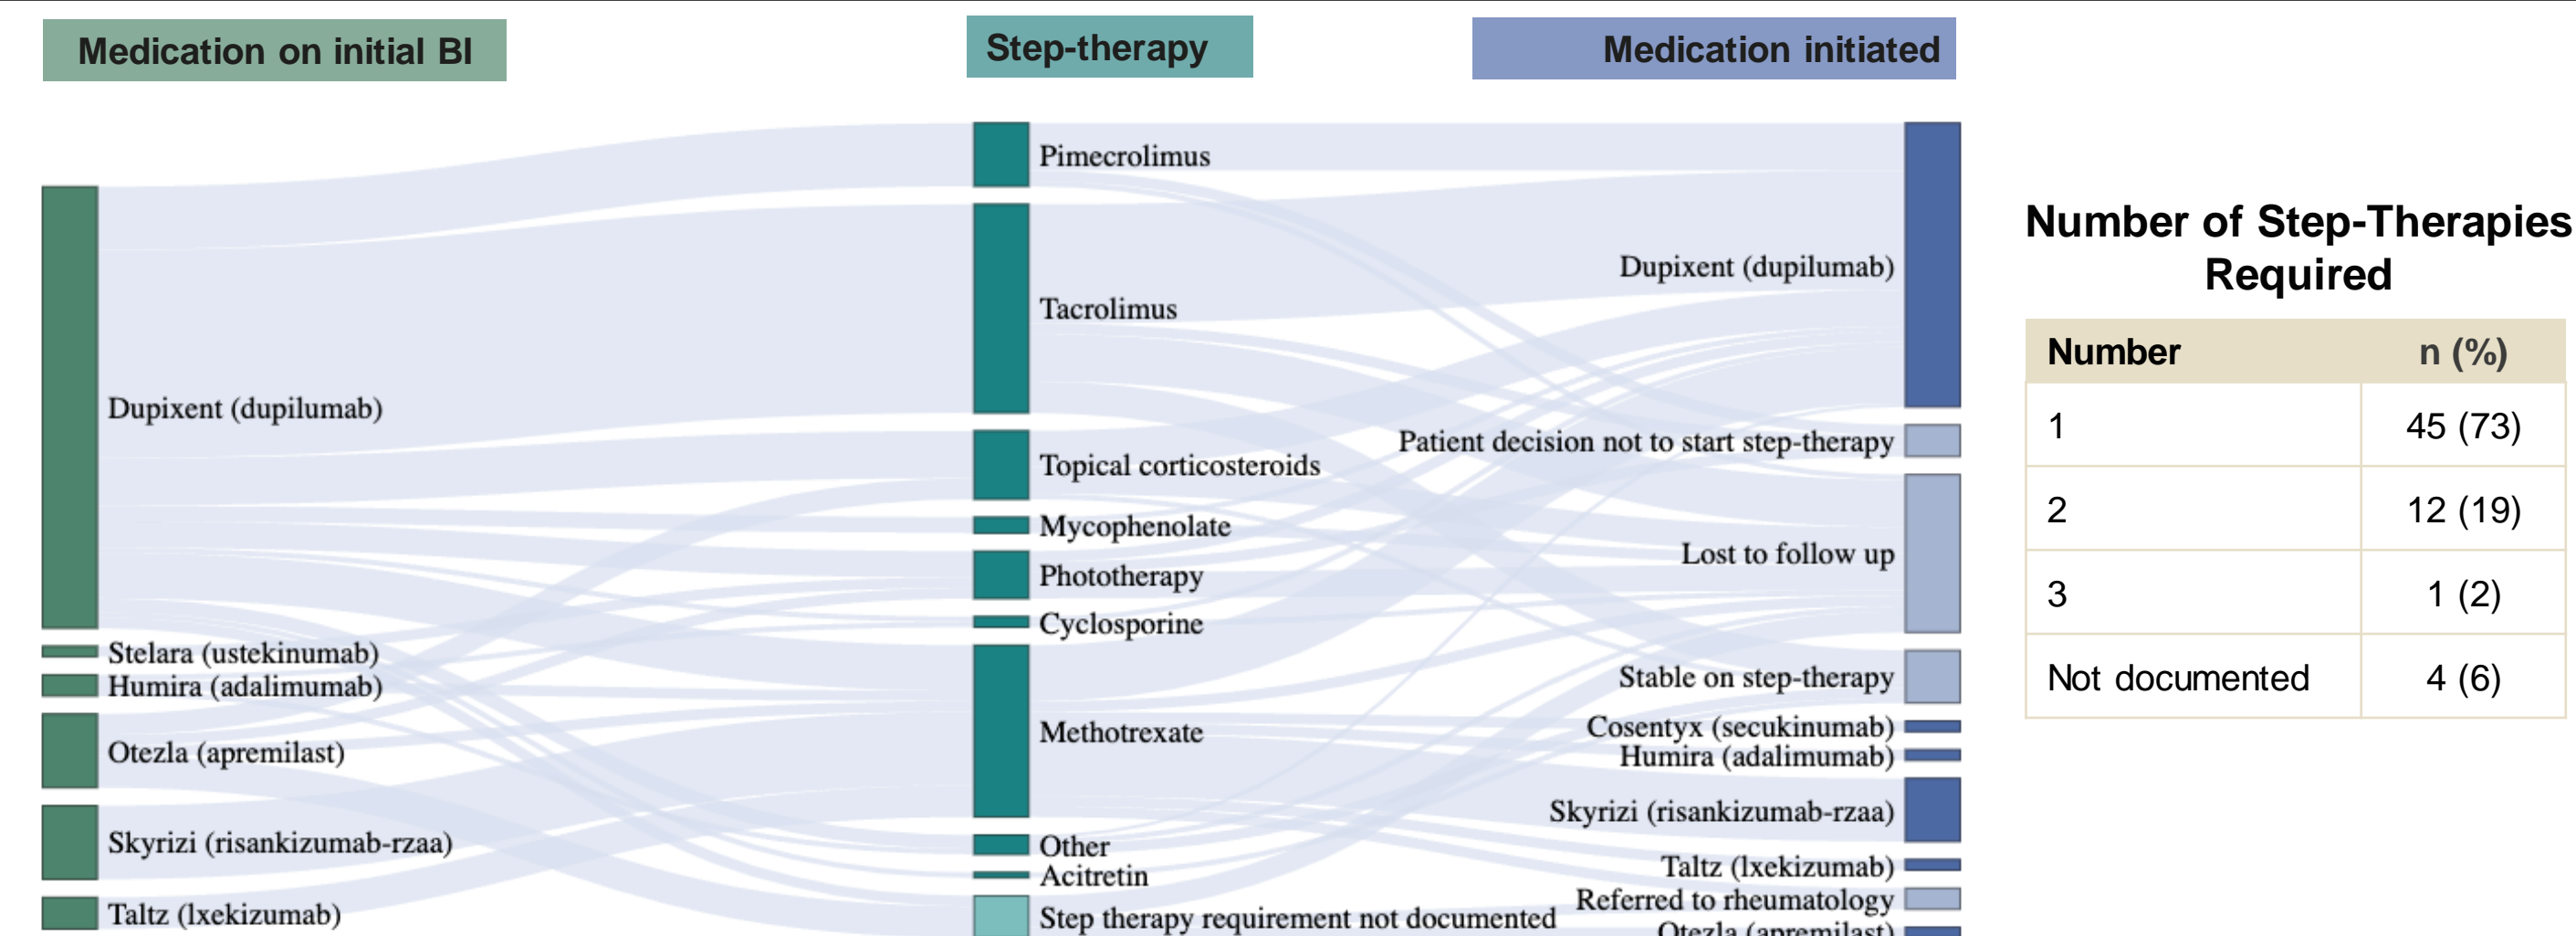 Medication on initial BI
Step-therapy
Medication initiated
Dupixent (dupilumab)
Stelara (ustekinumab)
Humira (adalimumab)
Otezla (apremilast)
Skyrizi (risankizumab-rzaa)
Taltz (lxekizumab)
Pimecrolimus
Tacrolimus
Topical corticosteroids
Mycophenolate
Phototherapy
Cyclosporine
Methotrexate
Other
Acitretin
Step therapy requirement not documented
Dupixent (dupilumab)
Patient decision not to start step-therapy
Lost to follow up
Stable on step-therapy
Cosentyx (secukinumab)
Humira (adalimumab)
Skyrizi (risankizumab-rzaa)
Taltz (lxekizumab)
Referred to rheumatology
Otezla (apremilast)
Number of Step-Therapies
Required
Number n (%)
1 45 (73)
2 12 (19)
3 1 (2)
Not documented 4 (6)